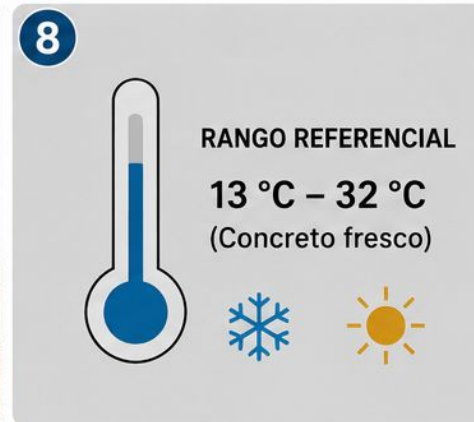 8
RANGO REFERENCIAL
13 °C – 32 °C
(Concreto fresco)